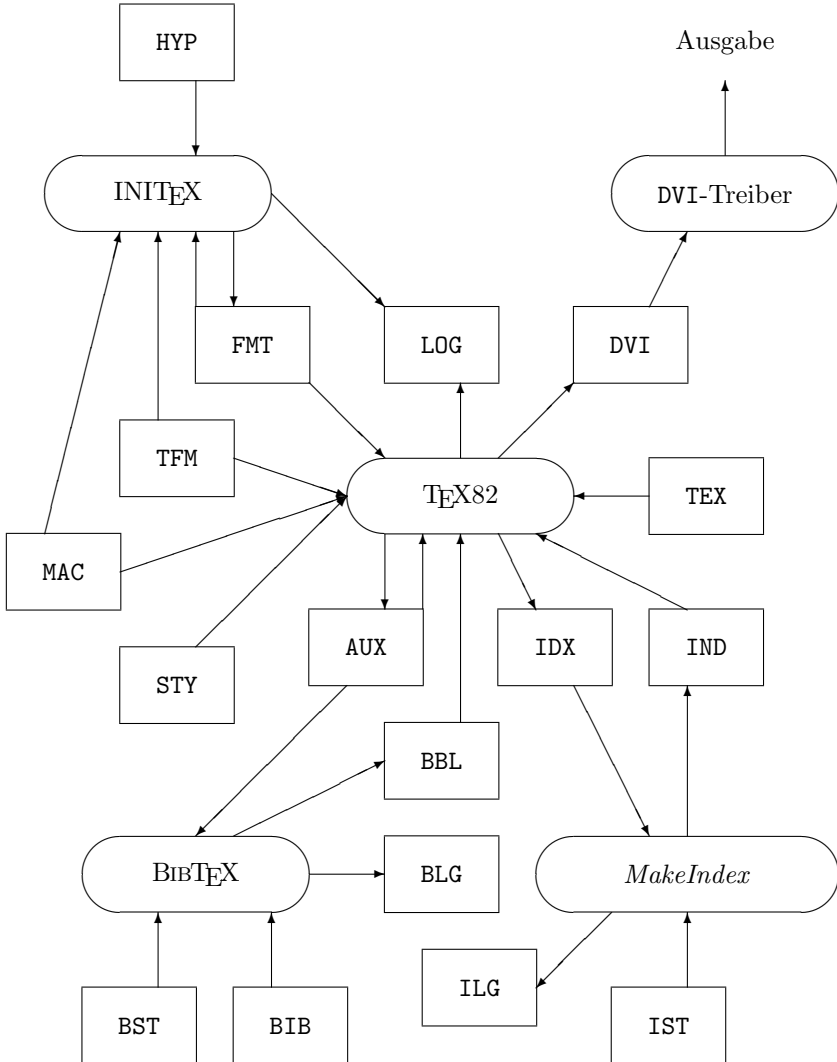 HYP
Ausgabe
INITEX
DVI-Treiber
FMT
LOG
DVI
TFM
TEX82
TEX
MAC
AUX
IDX
IND
STY
BBL
BIBTEX
BLG
MakeIndex
ILG
BST
BIB
IST